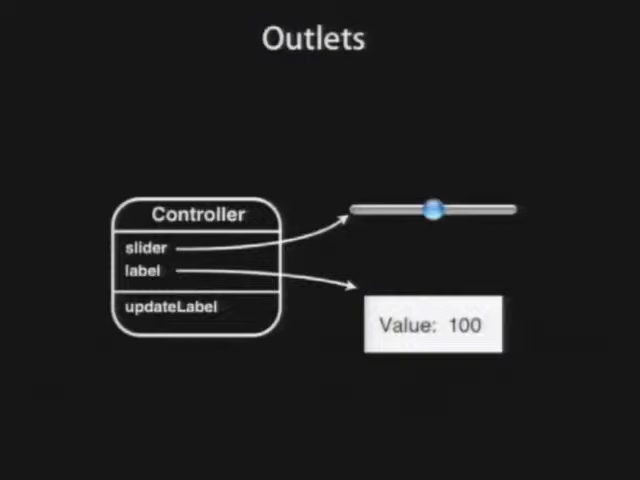 Outlets
Controller
slider
label
updateLabel
Value: 100